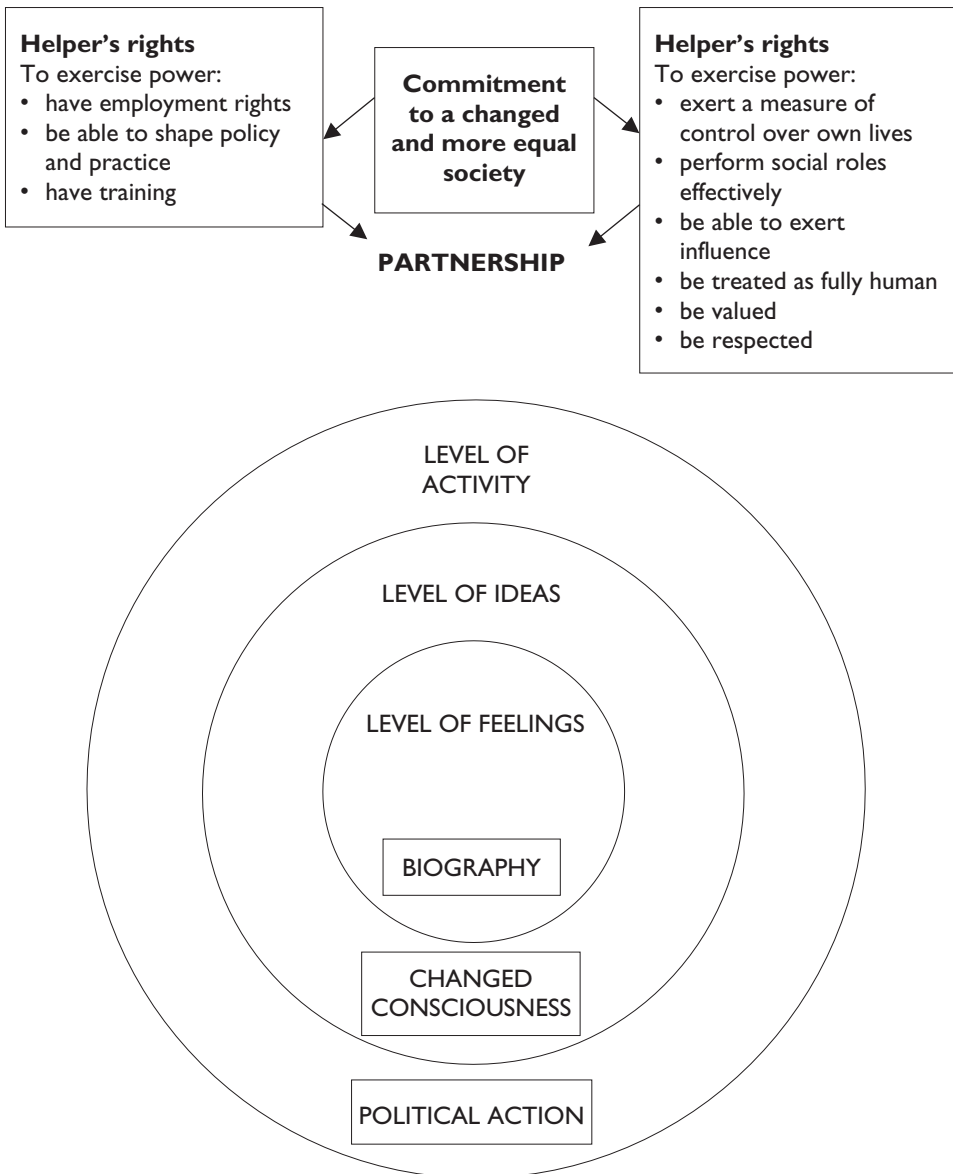 Helper's rights
To exercise power:
• have employment rights
• be able to shape policy
and practice
• have training
Commitment
to a changed
and more equal
society
Helper's rights
To exercise power:
• exert a measure of
control over own lives
• perform social roles
effectively
• be able to exert
influence
• be treated as fully human
• be valued
• be respected
PARTNERSHIP
LEVEL OF
ACTIVITY
LEVEL OF IDEAS
LEVEL OF FEELINGS
BIOGRAPHY
CHANGED
CONSCIOUSNESS
POLITICAL ACTION